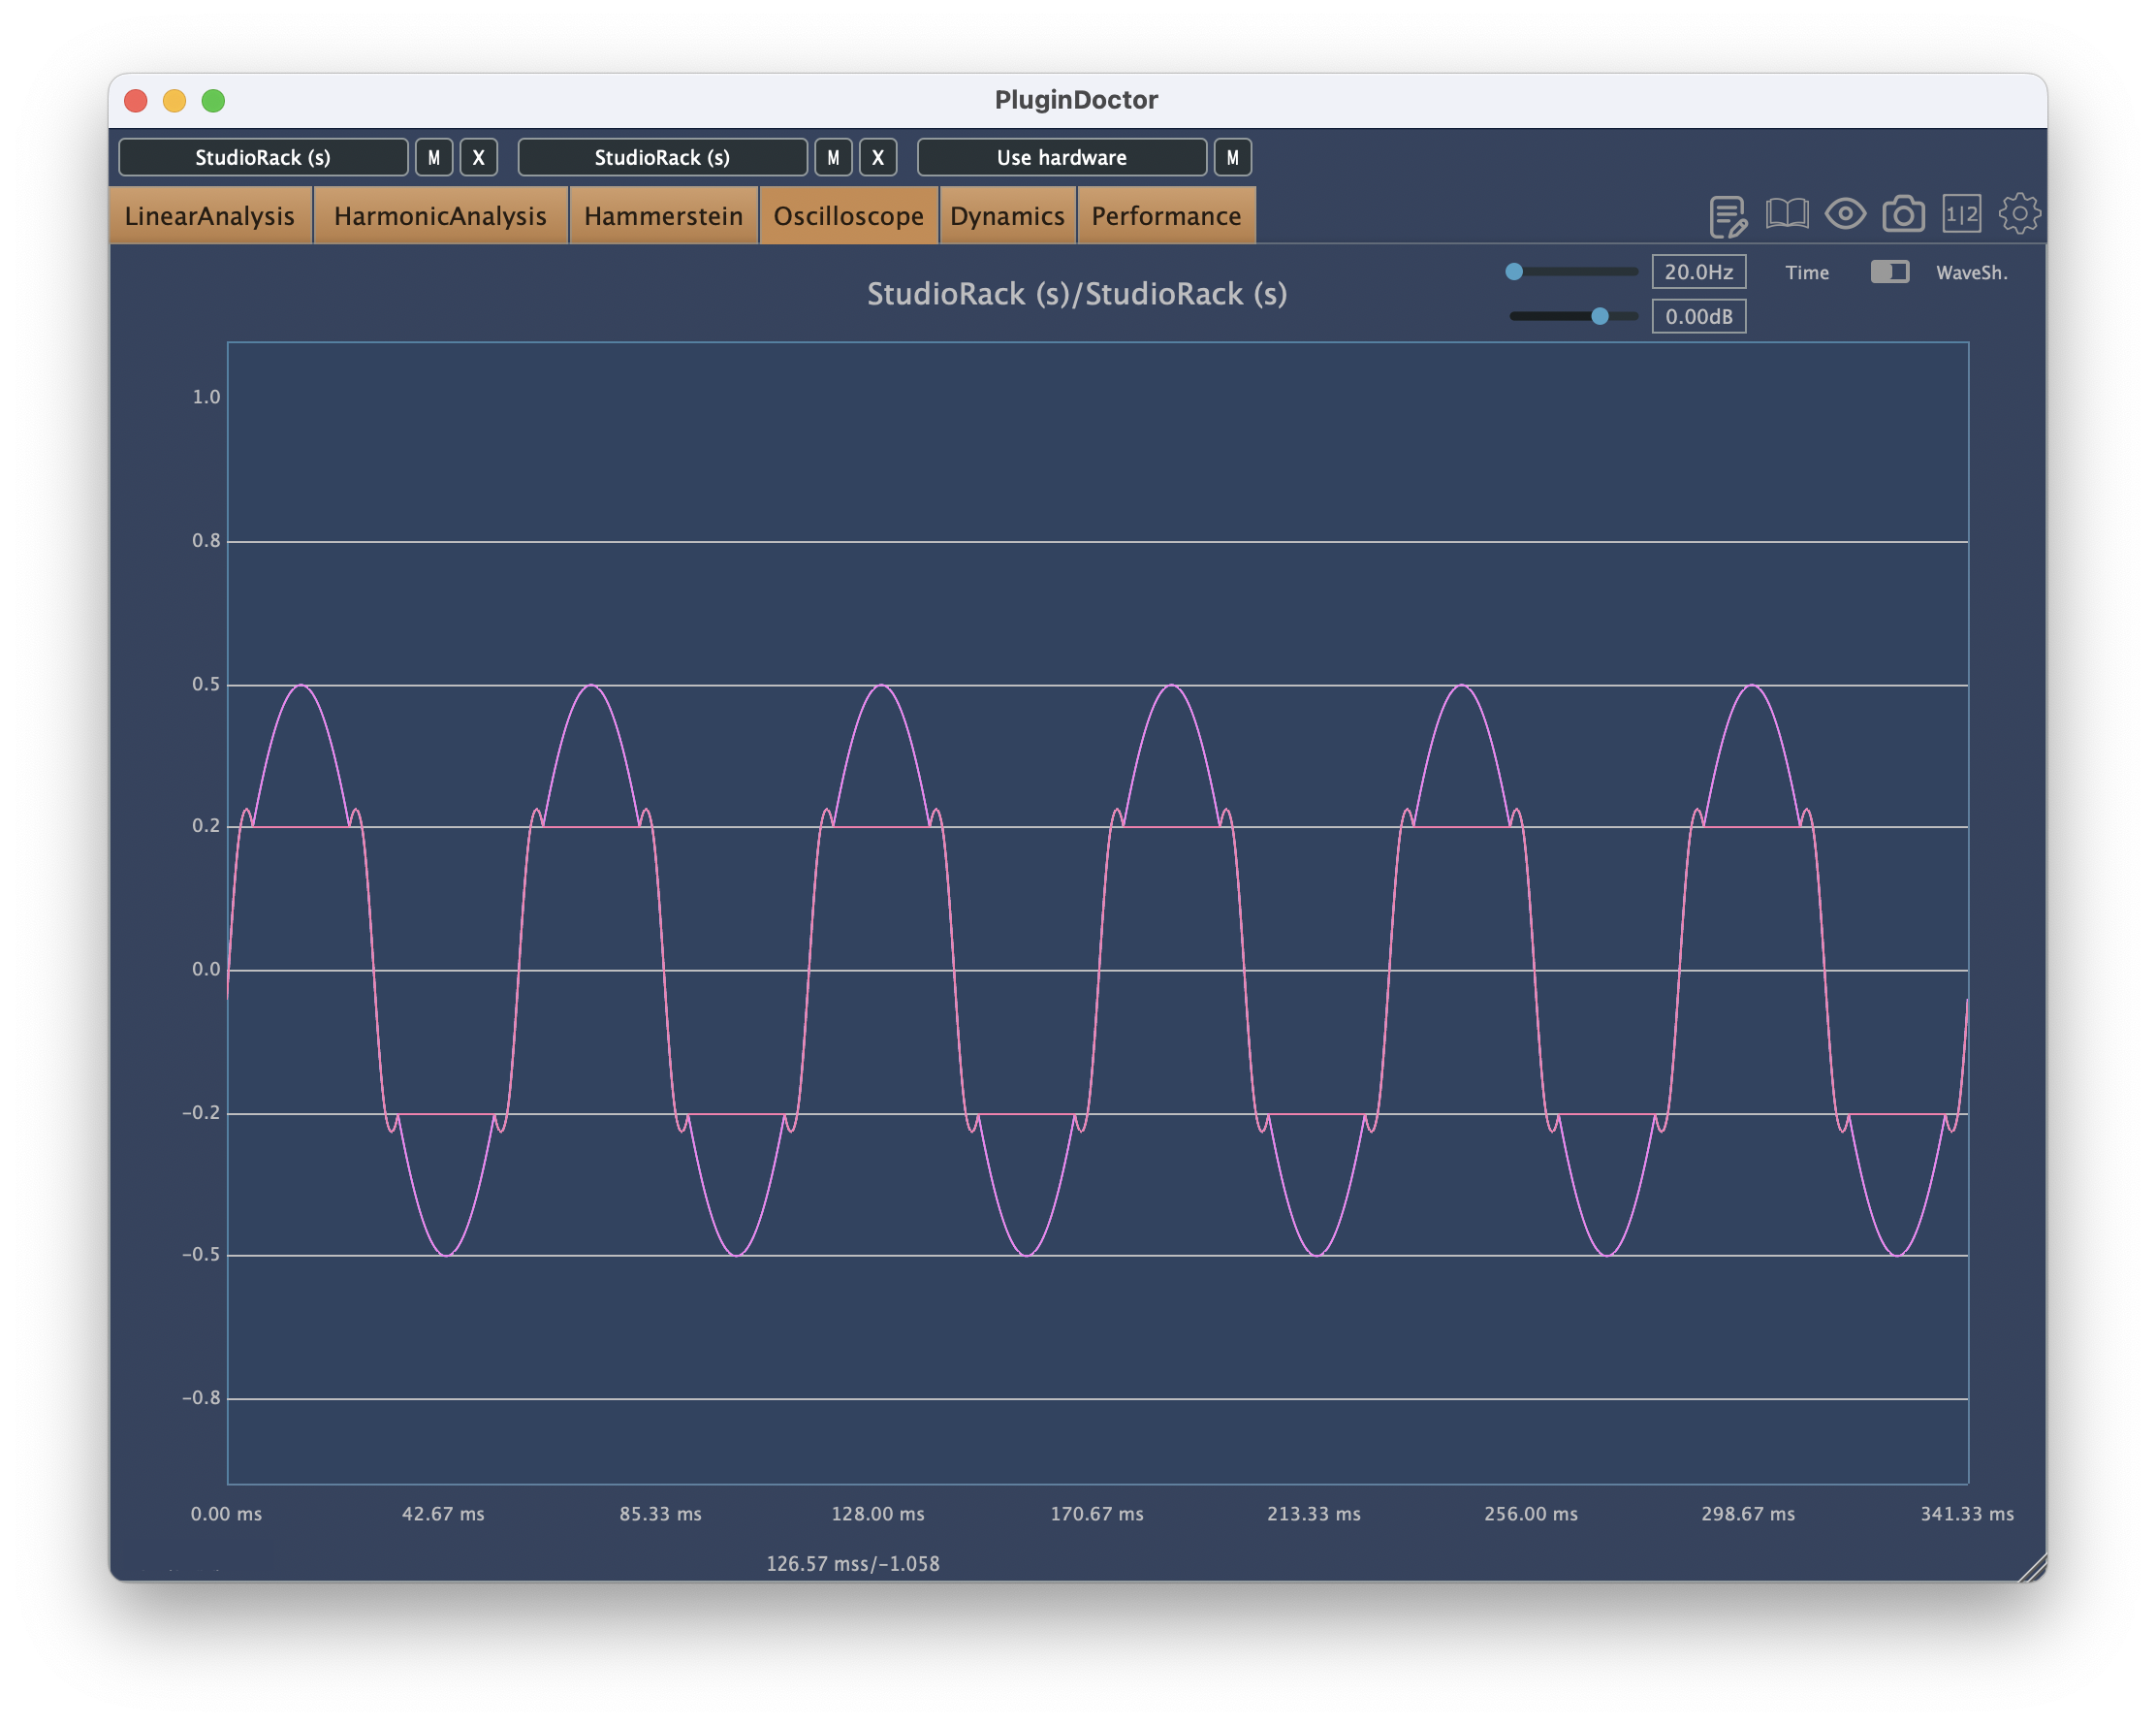 PluginDoctor
StudioRack (s) M X StudioRack (s) M X Use hardware M
LinearAnalysis HarmonicAnalysis Hammerstein Oscilloscope Dynamics Performance 1|2
20.0Hz Time WaveSh.
StudioRack (s)/StudioRack (s)
0.00dB
1.0
0.8
0.5
0.2
0.0
-0.2
-0.5
-0.8
0.00 ms 42.67 ms 85.33 ms 128.00 ms 170.67 ms 213.33 ms 256.00 ms 298.67 ms 341.33 ms
126.57 mss/-1.058